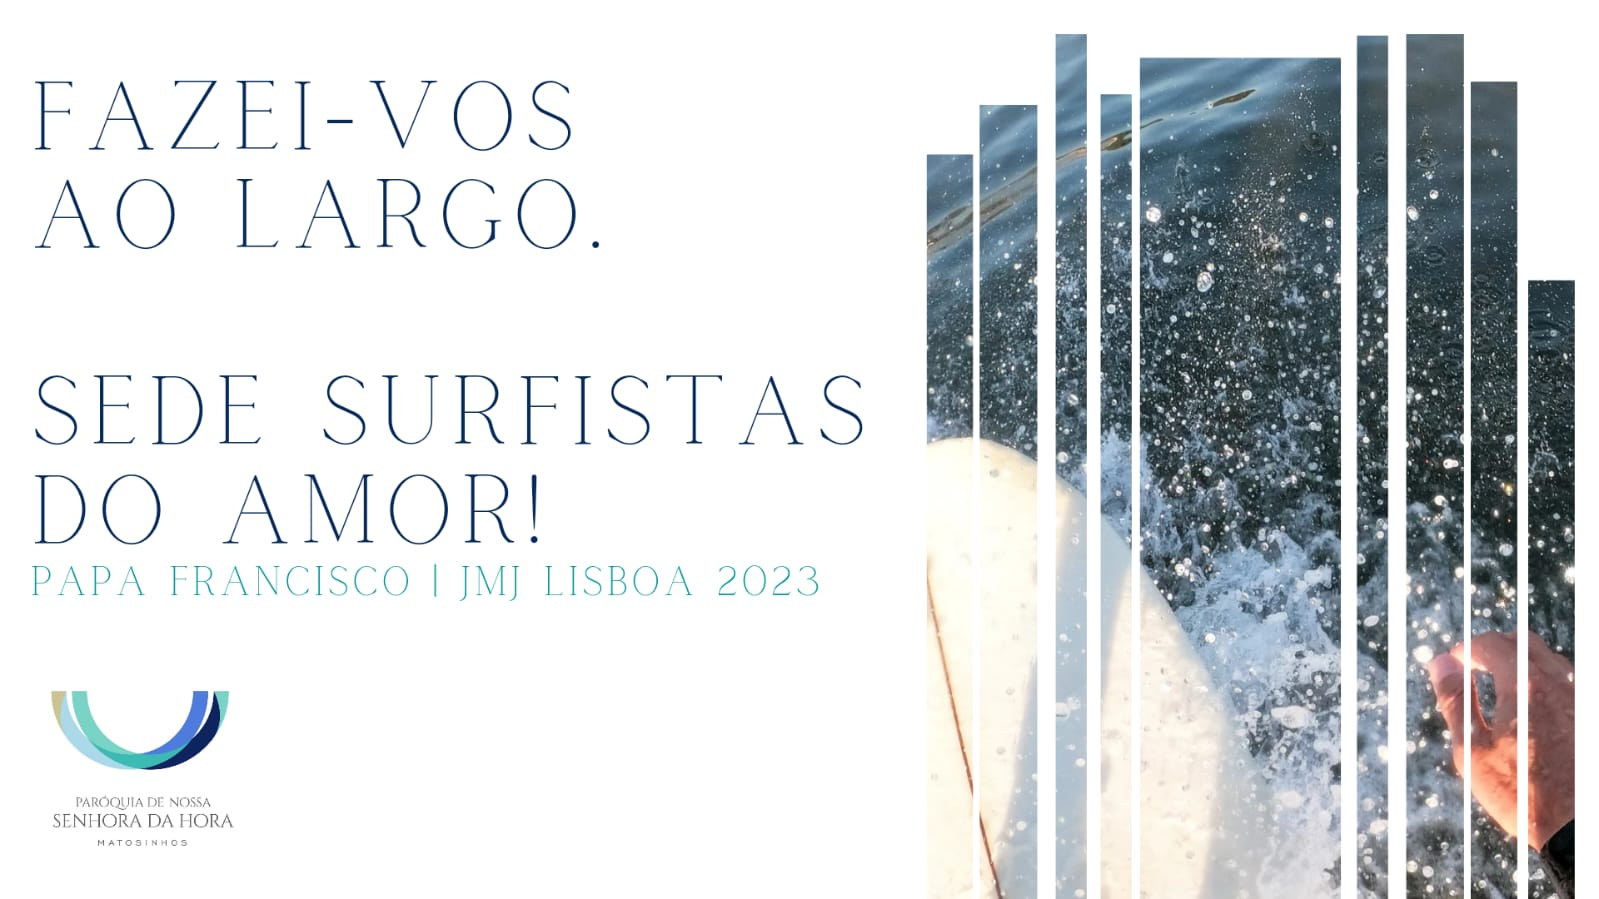 FAZEI-VOS
AO LARGO.
SEDE SURFISTAS
DO AMOR!
PAPA FRANCISCO | JMJ LISBOA 2023
PARÓQUIA DE NOSSA
SENHORA DA HORA
MATOSINHOS